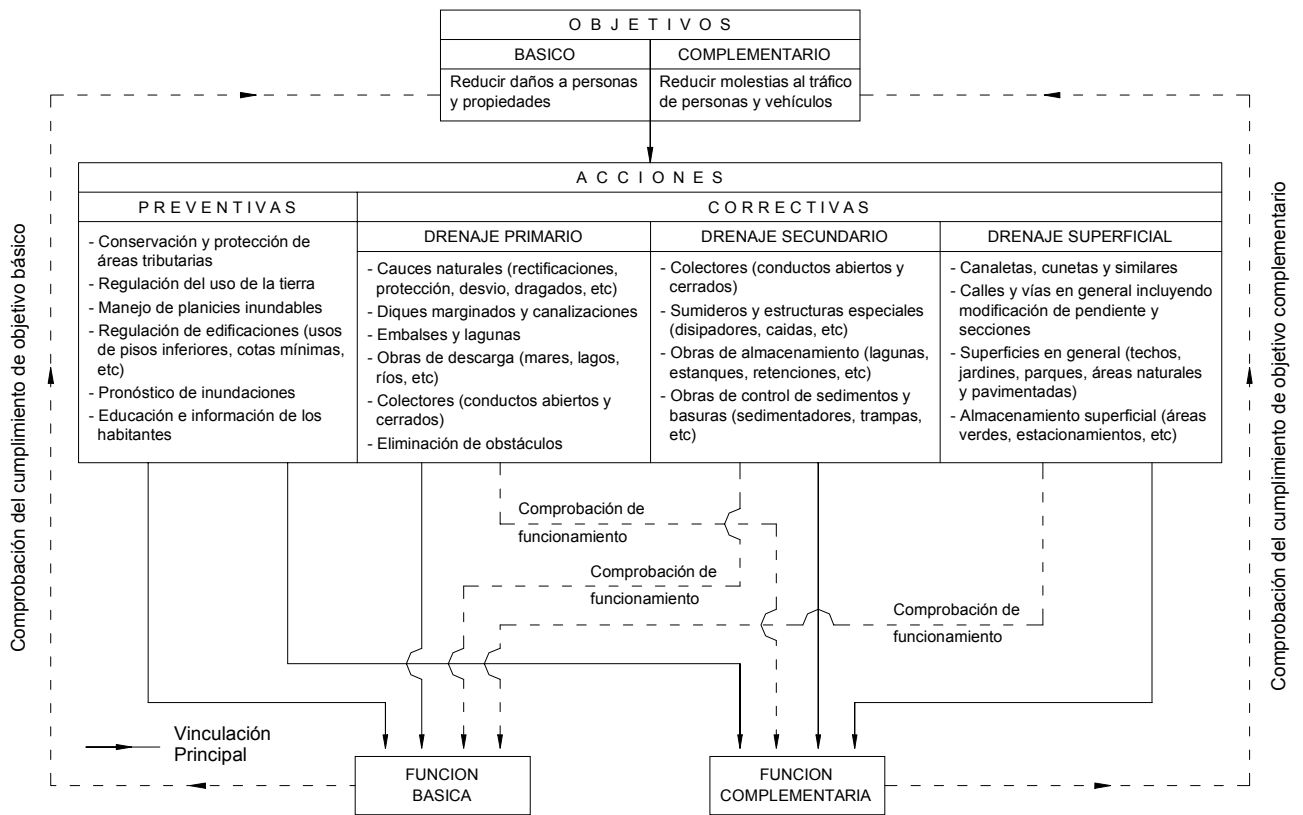 O B J E T I V O S
BASICO
COMPLEMENTARIO
Reducir daños a personas
y propiedades
Reducir molestias al tráfico
de personas y vehículos
A C C I O N E S
P R E V E N T I V A S
- Conservación y protección de
áreas tributarias
- Regulación del uso de la tierra
- Manejo de planicies inundables
- Regulación de edificaciones (usos
de pisos inferiores, cotas mínimas,
etc)
- Pronóstico de inundaciones
- Educación e información de los
habitantes
CORRECTIVAS
DRENAJE PRIMARIO
- Cauces naturales (rectificaciones,
protección, desvio, dragados, etc)
- Diques marginados y canalizaciones
- Embalses y lagunas
- Obras de descarga (mares, lagos,
ríos, etc)
- Colectores (conductos abiertos y
cerrados)
- Eliminación de obstáculos
DRENAJE SECUNDARIO
- Colectores (conductos abiertos y
cerrados)
- Sumideros y estructuras especiales
(disipadores, caidas, etc)
- Obras de almacenamiento (lagunas,
estanques, retenciones, etc)
- Obras de control de sedimentos y
basuras (sedimentadores, trampas,
etc)
DRENAJE SUPERFICIAL
- Canaletas, cunetas y similares
- Calles y vías en general incluyendo
modificación de pendiente y
secciones
- Superficies en general (techos,
jardines, parques, áreas naturales
y pavimentadas)
- Almacenamiento superficial (áreas
verdes, estacionamientos, etc)
Comprobación del cumplimiento de objetivo básico
Comprobación del cumplimiento de objetivo complementario
Comprobación de
funcionamiento
Comprobación de
funcionamiento
Comprobación de
funcionamiento
Vinculación
Principal
FUNCION
BASICA
FUNCION
COMPLEMENTARIA